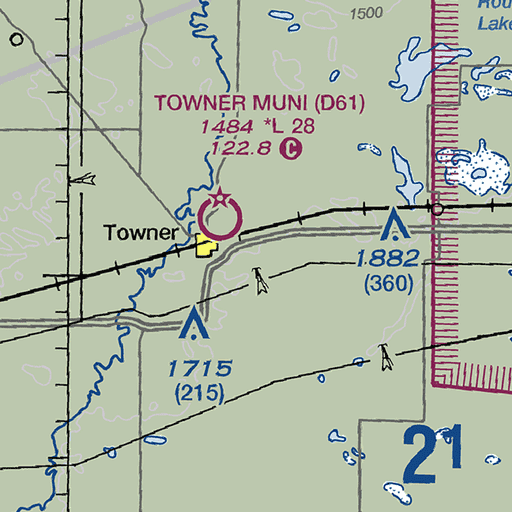 1500
Rou
Lake
TOWNER MUNI (D61)
1484 *L 28
122.8 C
Towner
1882
(360)
1715
(215)
21